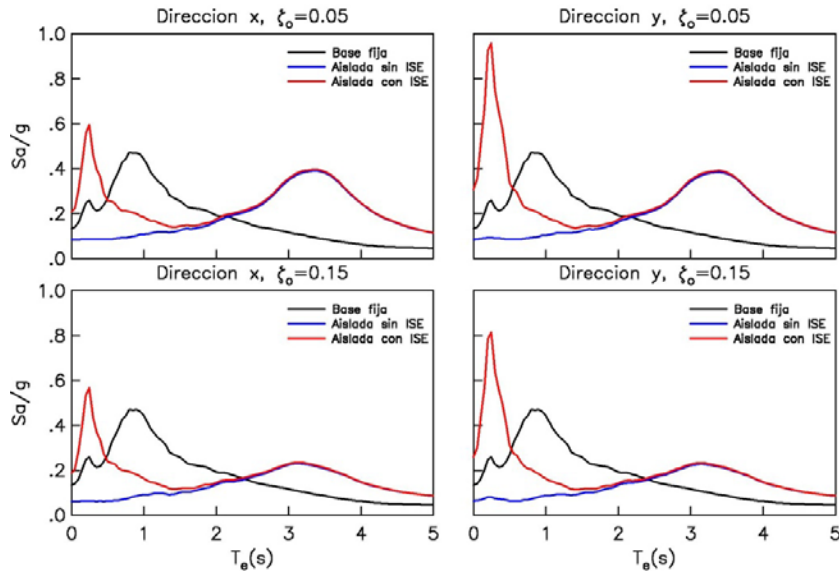 Direccion x, ζo=0.05
Direccion y, ζo=0.05
1.0
.8
.6
.4
.2
.0
Sa/g
Base fija
Aislada sin ISE
Aislada con ISE
Base fija
Aislada sin ISE
Aislada con ISE
Direccion x, ζo=0.15
Direccion y, ζo=0.15
1.0
.8
.6
.4
.2
.0
Sa/g
Base fija
Aislada sin ISE
Aislada con ISE
Base fija
Aislada sin ISE
Aislada con ISE
0 1 2 3 4 5
0 1 2 3 4 5
Te(s)
Te(s)